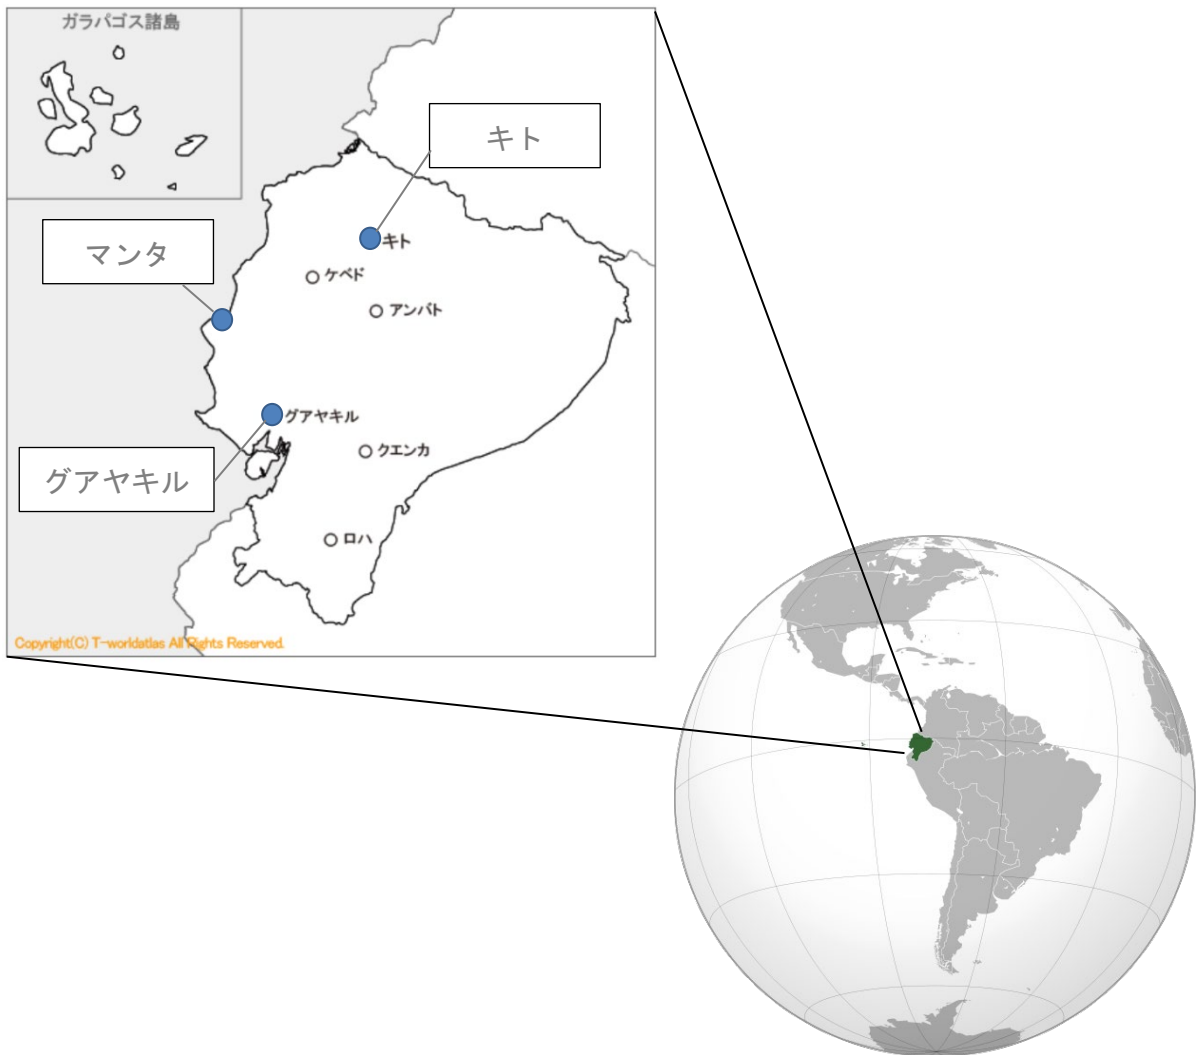 ガラパゴス諸島
キト
マンタ
キト
ケベド
アンバト
グアヤキル
グアヤキル
クエンカ
ロハ
Copyright(C) T-worldatlas All Rights Reserved.